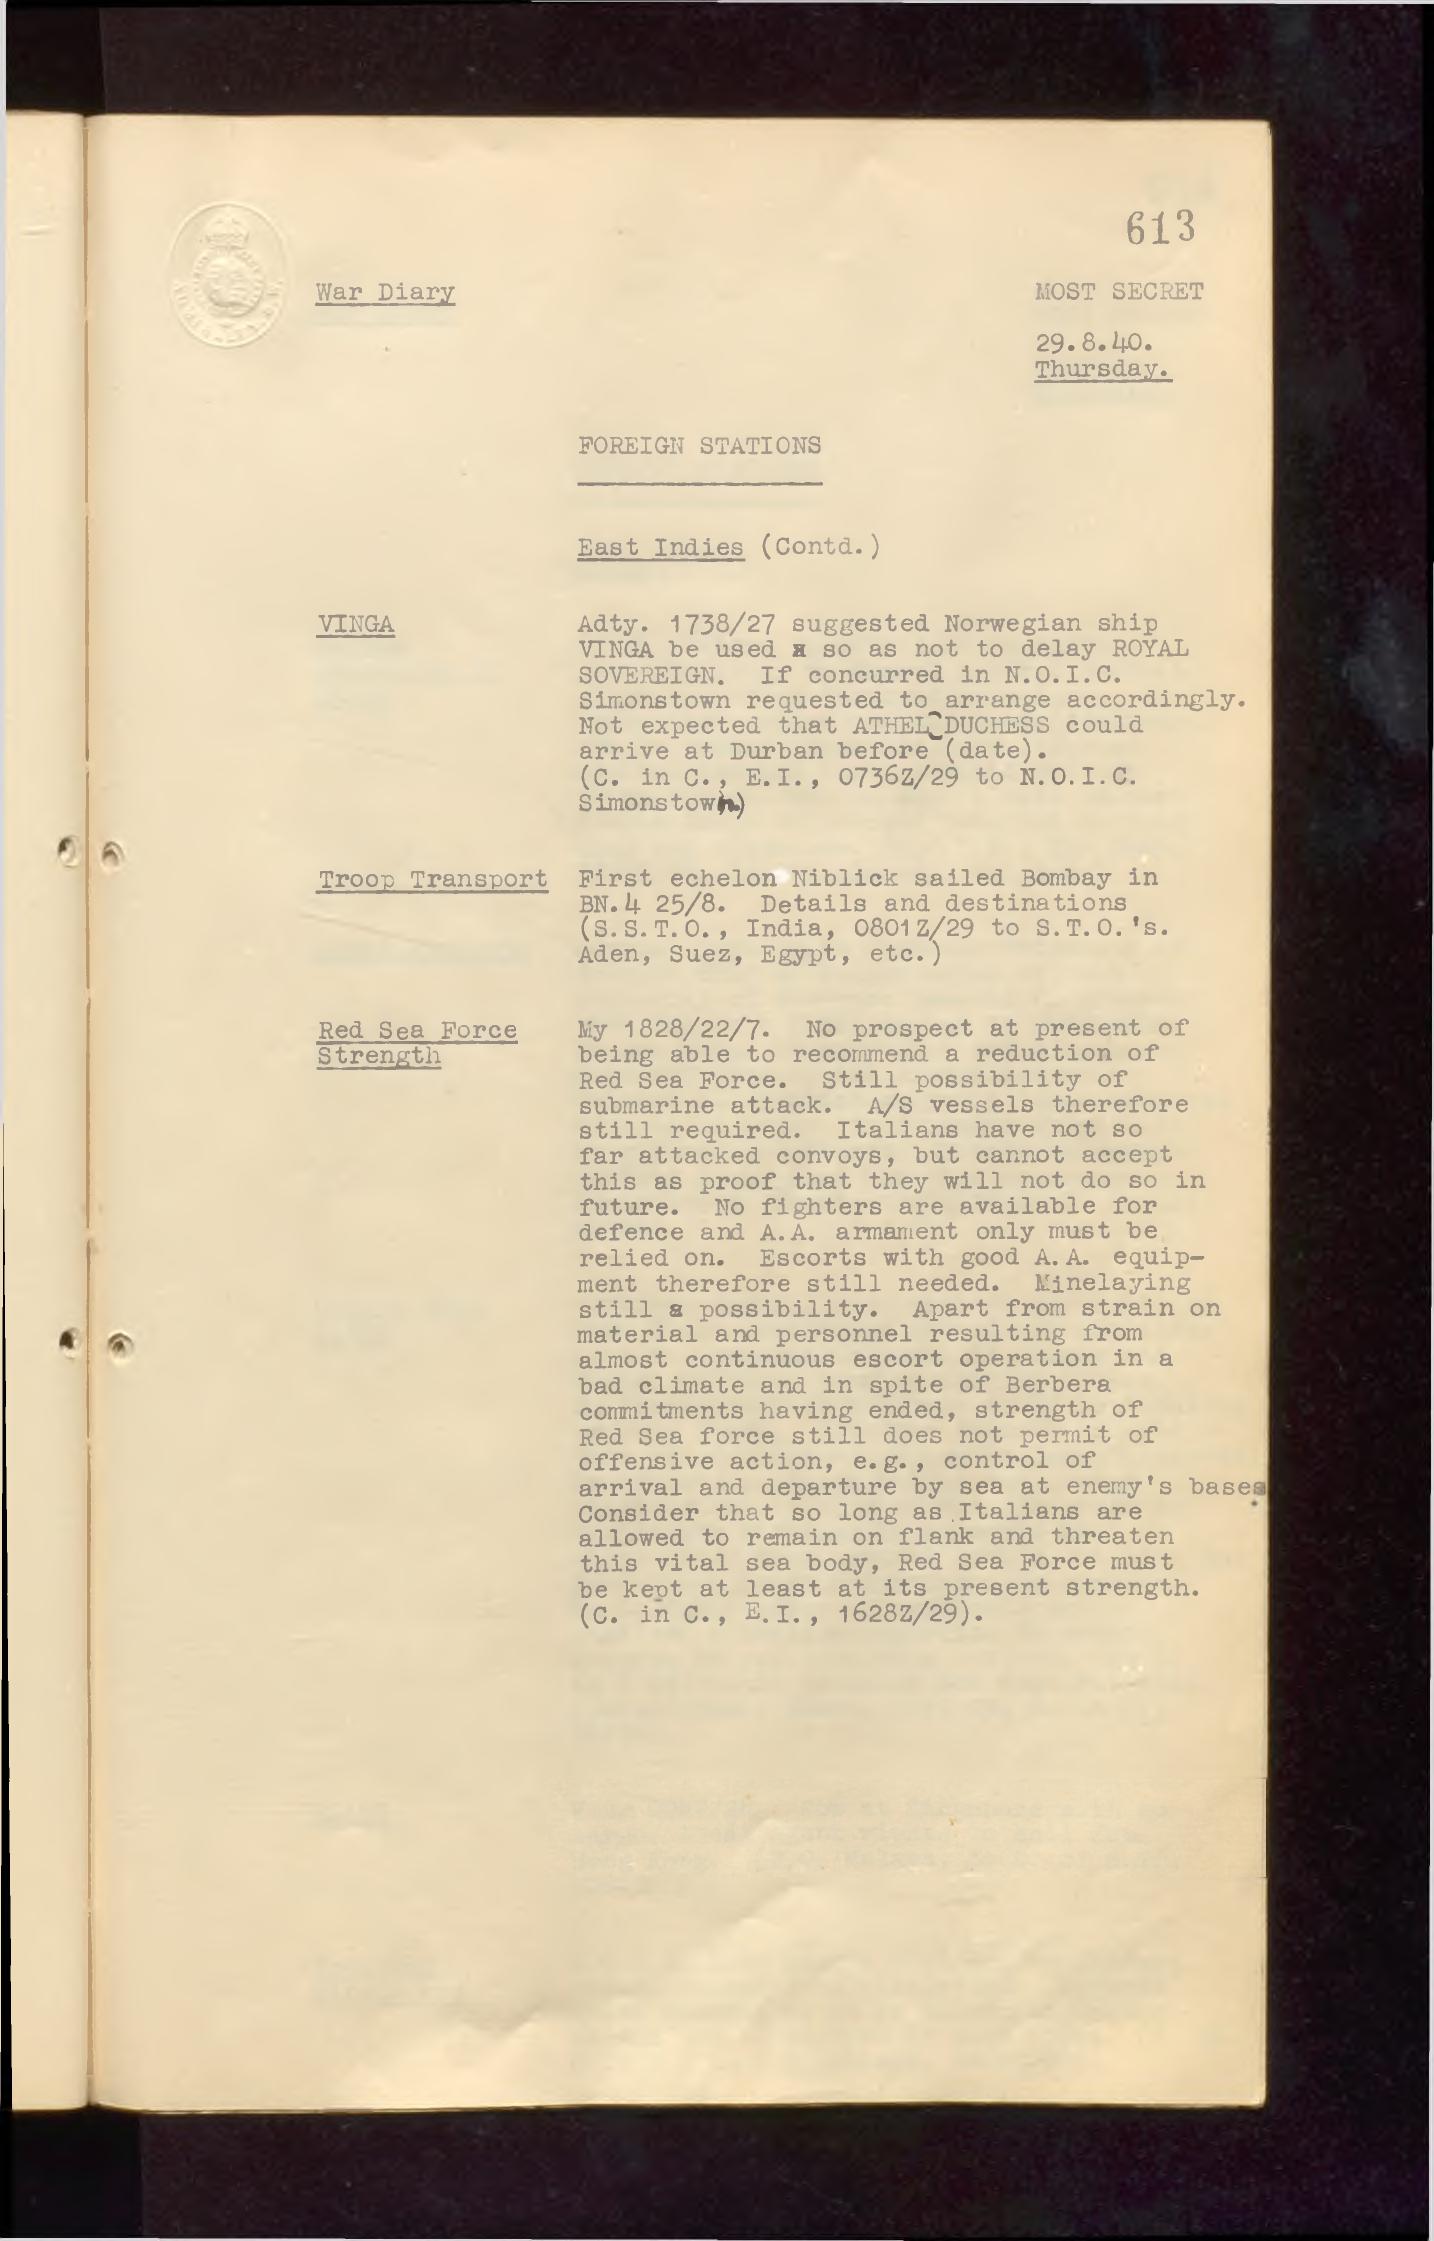 613
War Diary
MOST SECRET
29.8.40.
Thursday.
FOREIGN STATIONS
East Indies (Contd.)
VINGA
Adty. 1738/27 suggested Norwegian ship
VINGA be used so as not to delay ROYAL
SOVEREIGN. If concurred in N.O.I.C.
Simonstown requested to arrange accordingly.
Not expected that ATHEL DUCHESS could
arrive at Durban before (date).
(C. in C., E.I., 0736Z/29 to N.O.I.C.
Simonstown.)
Troop Transport
First echelon Niblick sailed Bombay in
BN.4 25/8. Details and destinations
(S.S.T.O., India, 0801Z/29 to S.T.O.'s.
Aden, Suez, Egypt, etc.)
Red Sea Force
Strength
My 1828/22/7. No prospect at present of
being able to recommend a reduction of
Red Sea Force. Still possibility of
submarine attack. A/S vessels therefore
still required. Italians have not so
far attacked convoys, but cannot accept
this as proof that they will not do so in
future. No fighters are available for
defence and A.A. armament only must be
relied on. Escorts with good A.A. equip-
ment therefore still needed. Minelaying
still a possibility. Apart from strain on
material and personnel resulting from
almost continuous escort operation in a
bad climate and in spite of Berbera
commitments having ended, strength of
Red Sea force still does not permit of
offensive action, e.g., control of
arrival and departure by sea at enemy's bases.
Consider that so long as Italians are
allowed to remain on flank and threaten
this vital sea body, Red Sea Force must
be kept at least at its present strength.
(C. in C., E.I., 1628Z/29).